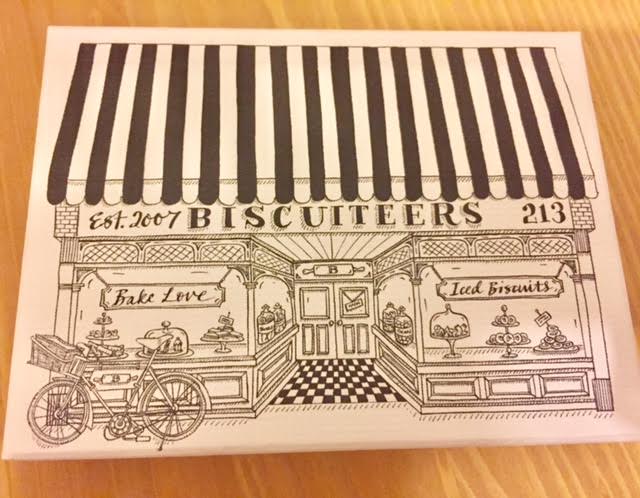 Est. 2007 BISCUITEERS 213
B
Bake Love
Iced Biscuits
B